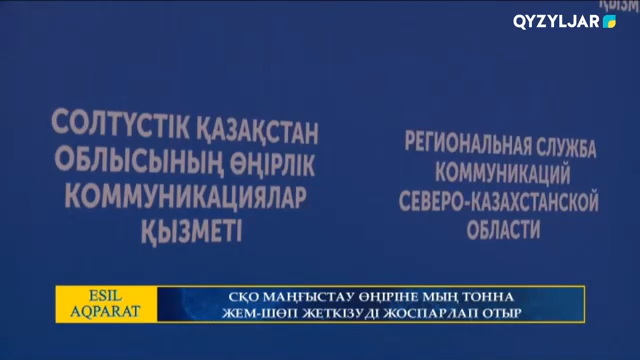 ҚЫЗМ
QYZYLJAR
СОЛТҮСТІК ҚАЗАҚСТАН
ОБЛЫСЫНЫҢ ӨҢІРЛІК
КОММУНИКАЦИЯЛАР
ҚЫЗМЕТІ
РЕГИОНАЛЬНАЯ СЛУЖБА
КОММУНИКАЦИЙ
СЕВЕРО-КАЗАХСТАНСКОЙ
ОБЛАСТИ
ESIL
AQPARAT
СҚО МАҢҒЫСТАУ ӨҢІРІНЕ МЫҢ ТОННА
ЖЕМ-ШӨП ЖЕТКІЗУДІ ЖОСПАРЛАП ОТЫР